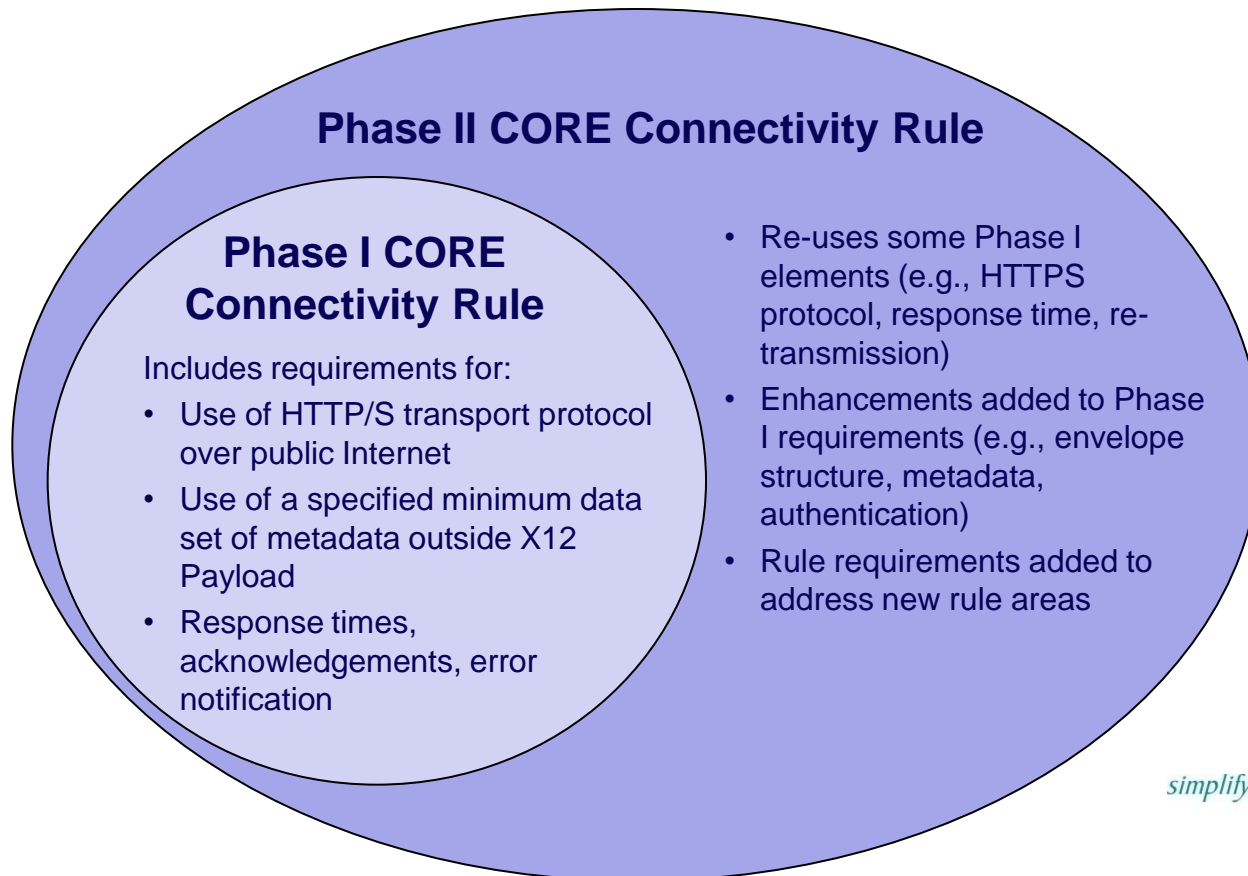 Phase II CORE Connectivity Rule
Phase I CORE
Connectivity Rule
Includes requirements for:
• Use of HTTP/S transport protocol
over public Internet
• Use of a specified minimum data
set of metadata outside X12
Payload
• Response times,
acknowledgements, error
notification
• Re-uses some Phase I
elements (e.g., HTTPS
protocol, response time, re-
transmission)
• Enhancements added to Phase
I requirements (e.g., envelope
structure, metadata,
authentication)
• Rule requirements added to
address new rule areas
simplify